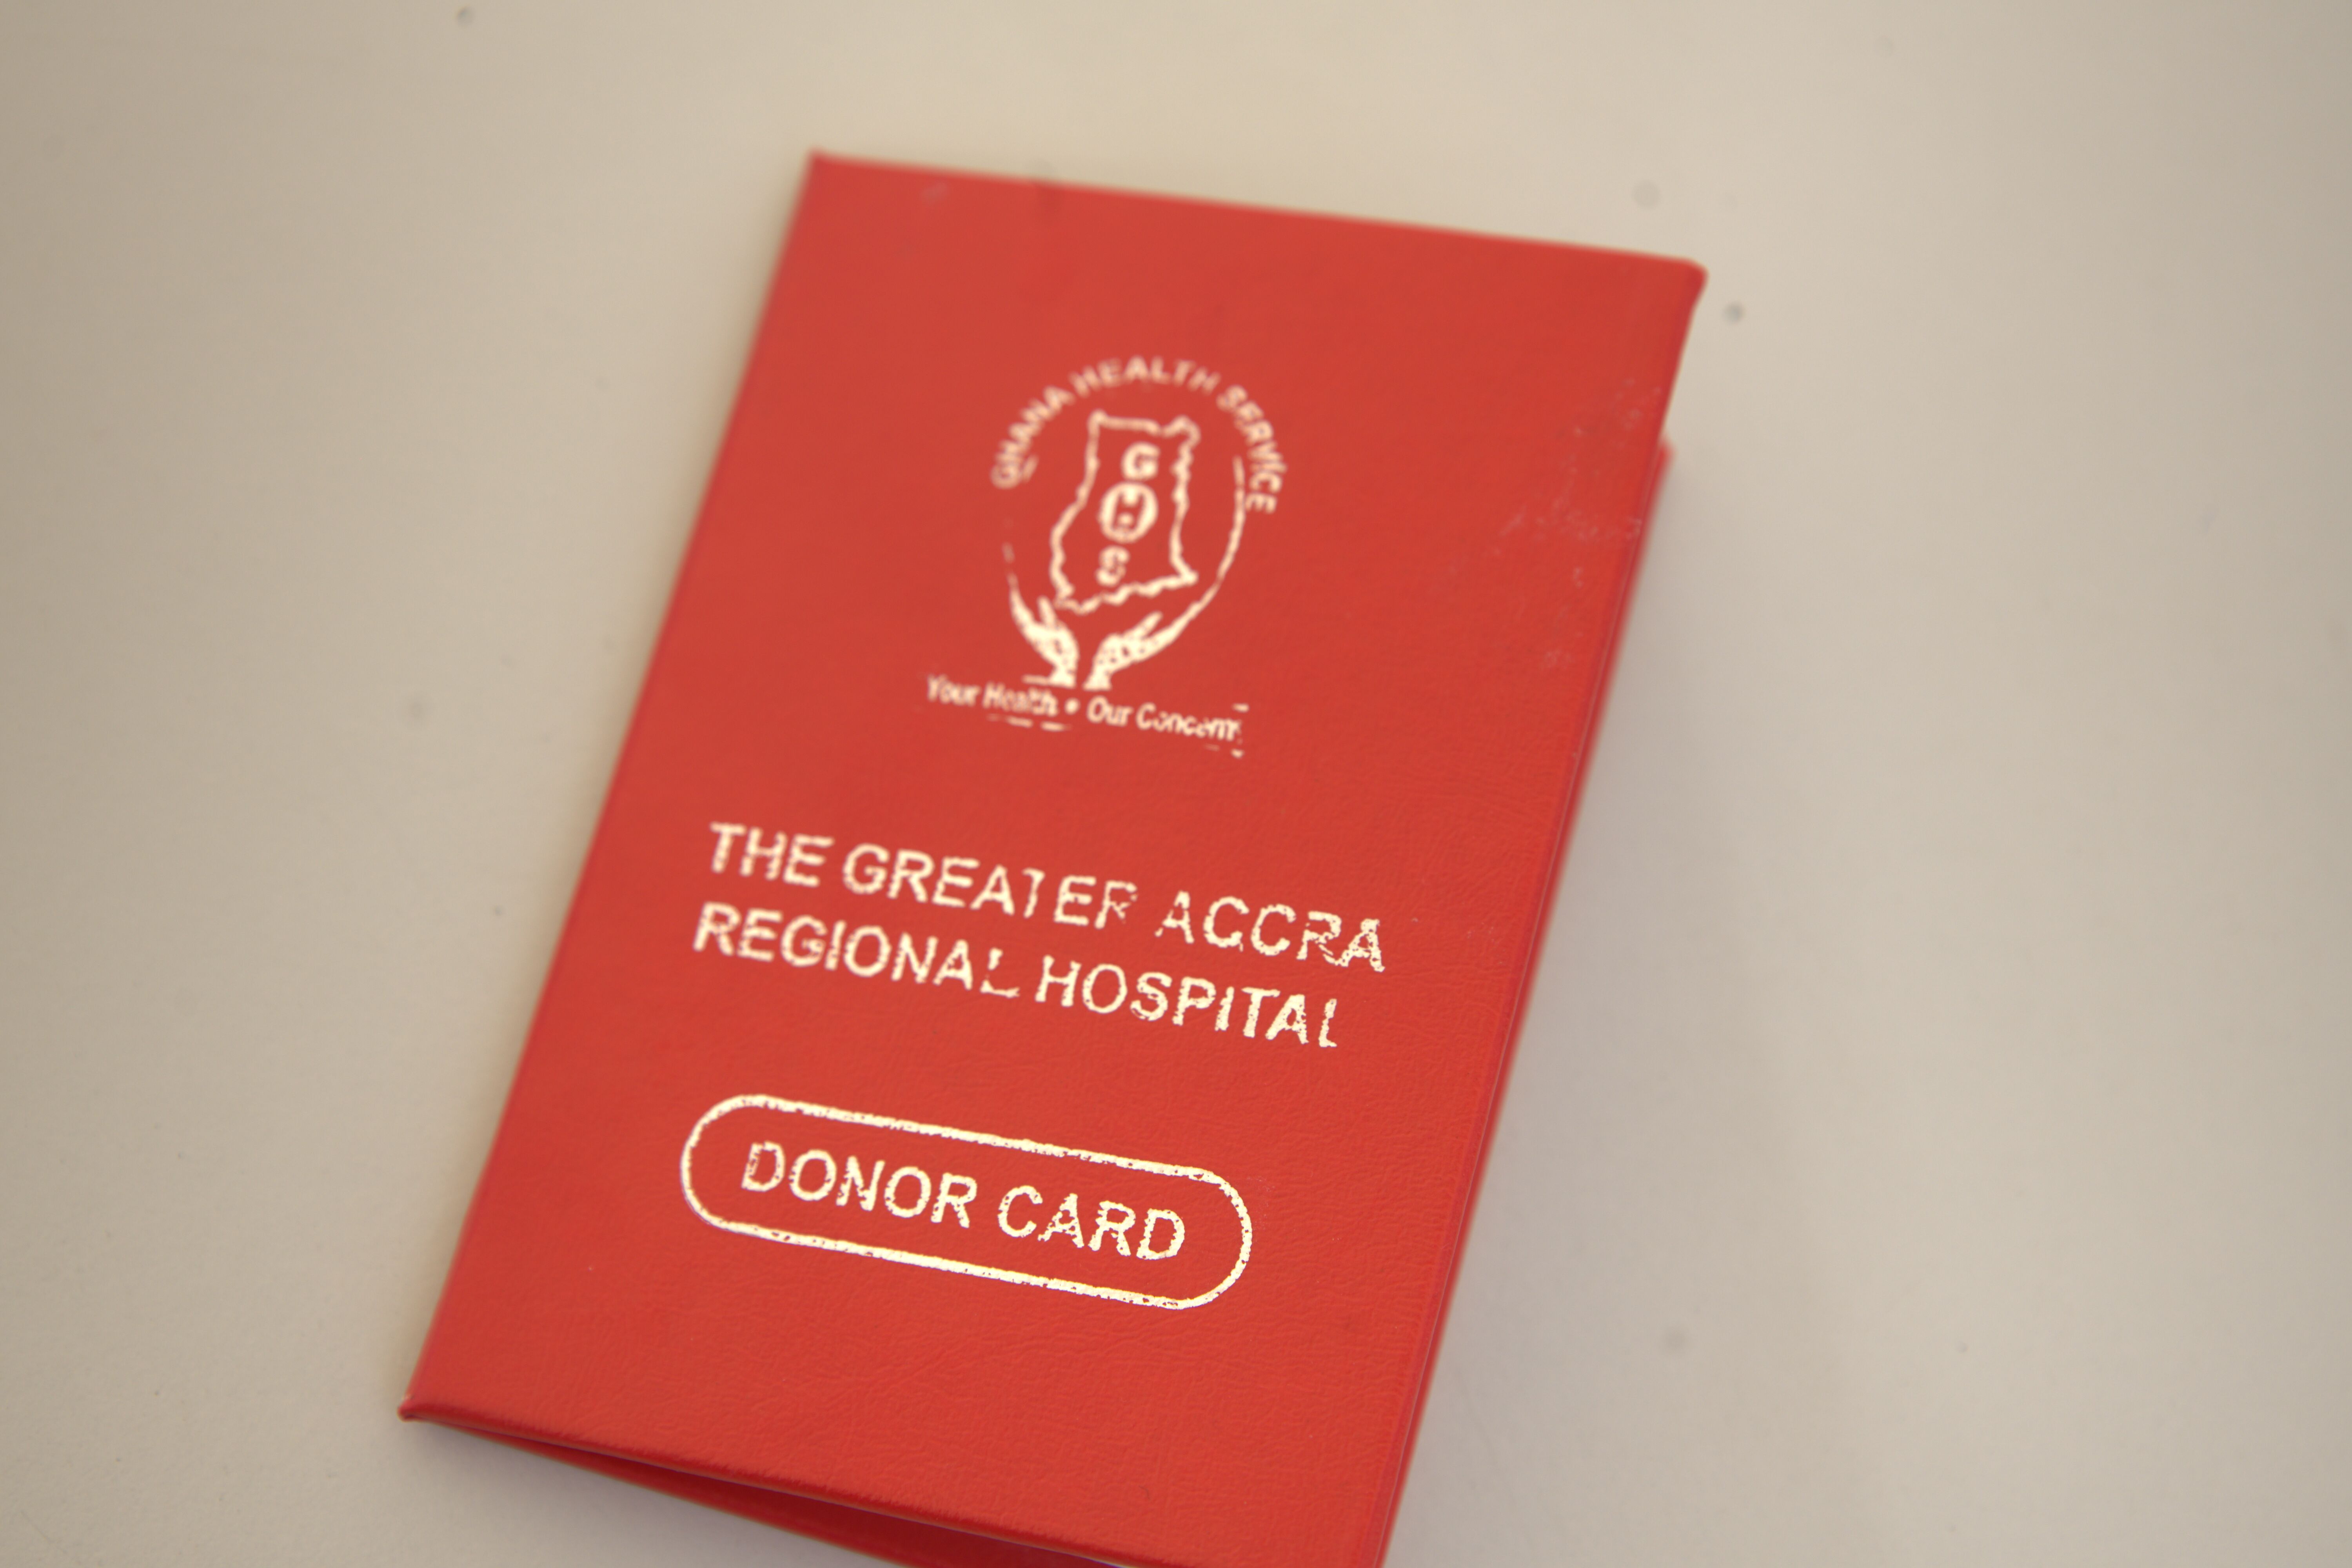 GHANA HEALTH SERVICE
G
H
S
Your Health • Our Concern
THE GREATER ACCRA
REGIONAL HOSPITAL
DONOR CARD